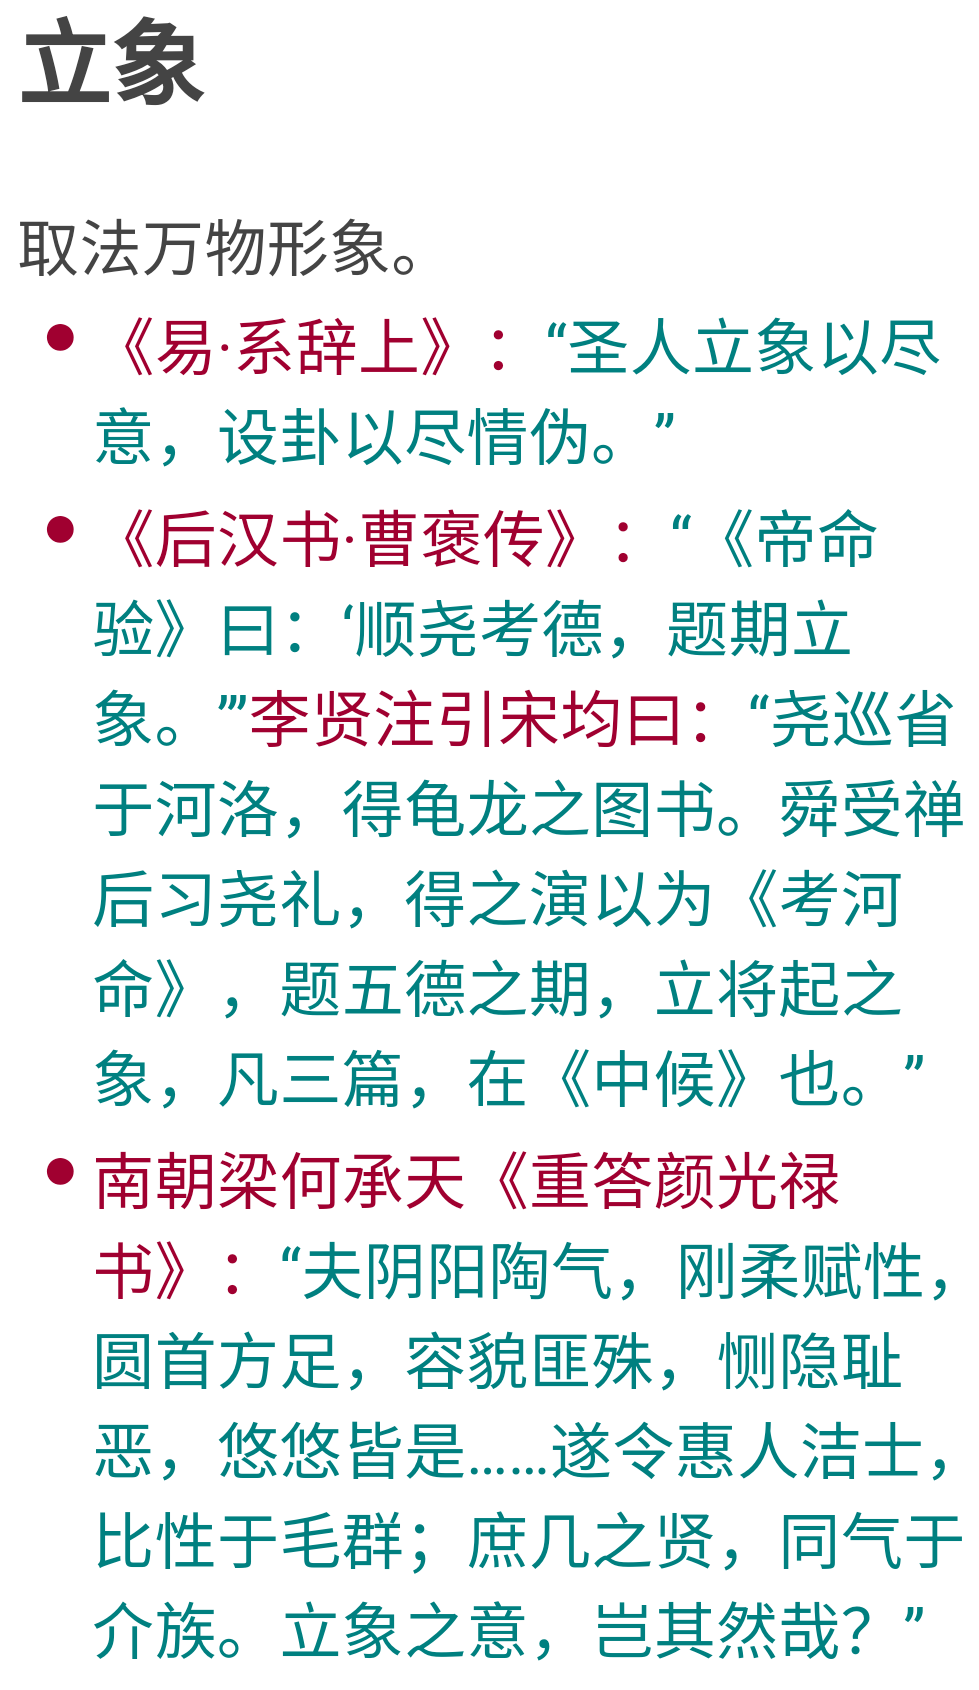 立象
取法万物形象。
《易·系辞上》：“圣人立象以尽
意，设卦以尽情伪。”
《后汉书·曹褒传》：“《帝命
验》曰：‘顺尧考德，题期立
象。’”李贤注引宋均曰：“尧巡省
于河洛，得龟龙之图书。舜受禅
后习尧礼，得之演以为《考河
命》，题五德之期，立将起之
象，凡三篇，在《中候》也。”
南朝梁何承天《重答颜光禄
书》：“夫阴阳陶气，刚柔赋性，
圆首方足，容貌匪殊，恻隐耻
恶，悠悠皆是……遂令惠人洁士，
比性于毛群；庶几之贤，同气于
介族。立象之意，岂其然哉？”